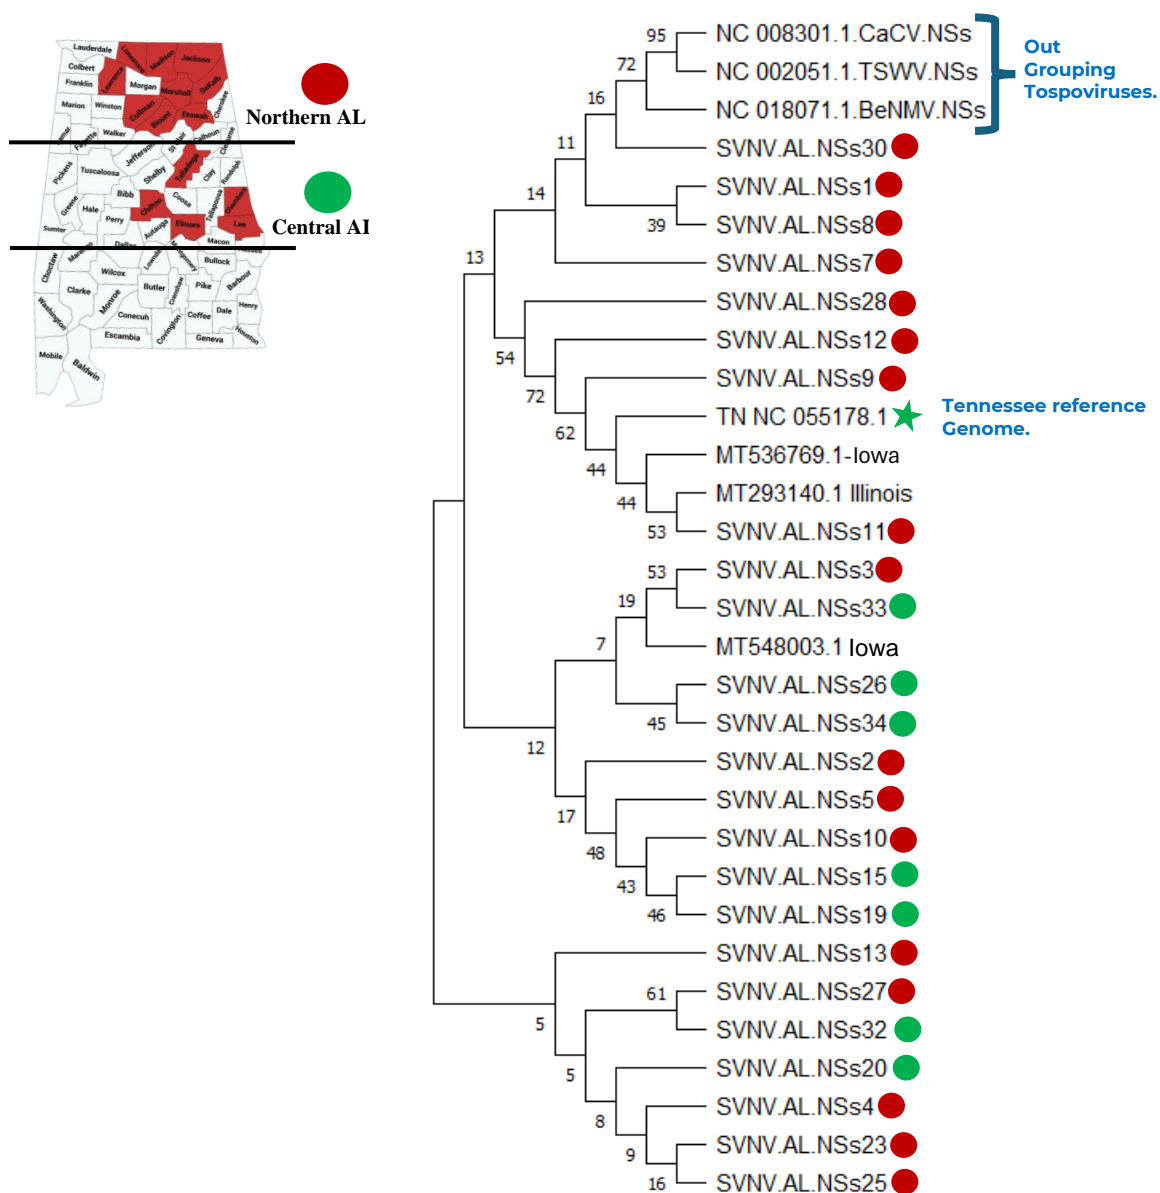 Lauderdale
Limestone
Madison
Jackson
Colbert
Lawrence
Franklin
Morgan
Marshall
DeKalb
Marion
Winston
Cullman
Blount
Etowah
Cherokee
Lamar
Fayette
Walker
Jefferson
St Clair
Calhoun
Cleburne
Pickens
Tuscaloosa
Shelby
Talladega
Clay
Randolph
Greene
Hale
Bibb
Perry
Chilton
Coosa
Tallapoosa
Chambers
Sumter
Autauga
Elmore
Lee
Marengo
Dallas
Lowndes
Montgomery
Macon
Russell
Choctaw
Wilcox
Bullock
Clarke
Monroe
Butler
Crenshaw
Pike
Barbour
Washington
Conecuh
Covington
Coffee
Dale
Henry
Escambia
Geneva
Houston
Mobile
Baldwin
Northern AL
Central AI
95
NC 008301.1.CaCV.NSs
72
NC 002051.1.TSWV.NSs
16
NC 018071.1.BeNMV.NSs
Out
Grouping
Tospoviruses.
11
SVNV.AL.NSs30
14
SVNV.AL.NSs1
39
SVNV.AL.NSs8
13
SVNV.AL.NSs7
SVNV.AL.NSs28
54
SVNV.AL.NSs12
72
SVNV.AL.NSs9
62
TN NC 055178.1
Tennessee reference
Genome.
44
MT536769.1-Iowa
44
MT293140.1 Illinois
53
SVNV.AL.NSs11
53
SVNV.AL.NSs3
19
SVNV.AL.NSs33
7
MT548003.1 Iowa
SVNV.AL.NSs26
45
SVNV.AL.NSs34
12
SVNV.AL.NSs2
17
SVNV.AL.NSs5
48
SVNV.AL.NSs10
43
SVNV.AL.NSs15
46
SVNV.AL.NSs19
SVNV.AL.NSs13
61
SVNV.AL.NSs27
5
SVNV.AL.NSs32
5
SVNV.AL.NSs20
8
SVNV.AL.NSs4
9
SVNV.AL.NSs23
16
SVNV.AL.NSs25